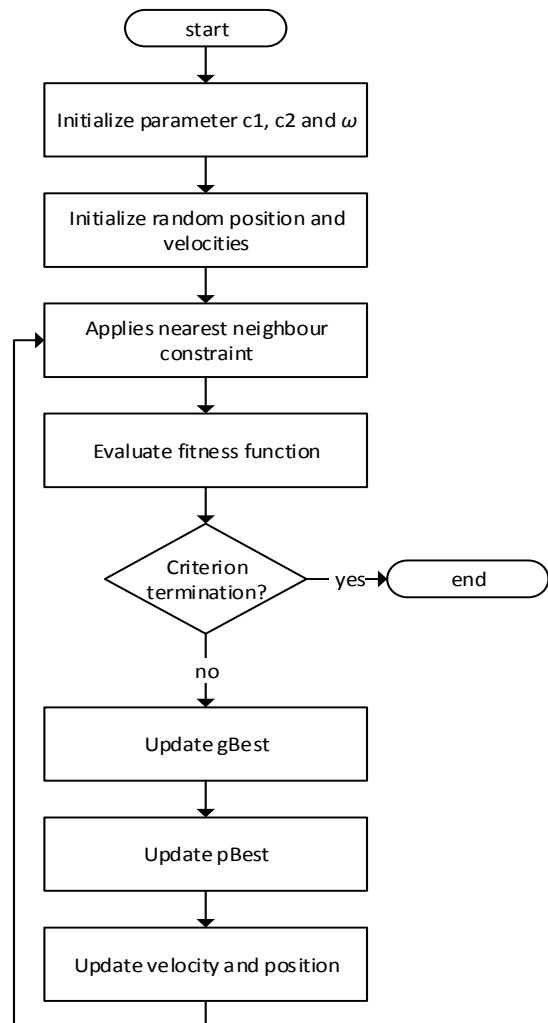 start
Initialize parameter c1, c2 and ω
Initialize random position and
velocities
Applies nearest neighbour
constraint
Evaluate fitness function
Criterion
termination?
yes
end
no
Update gBest
Update pBest
Update velocity and position